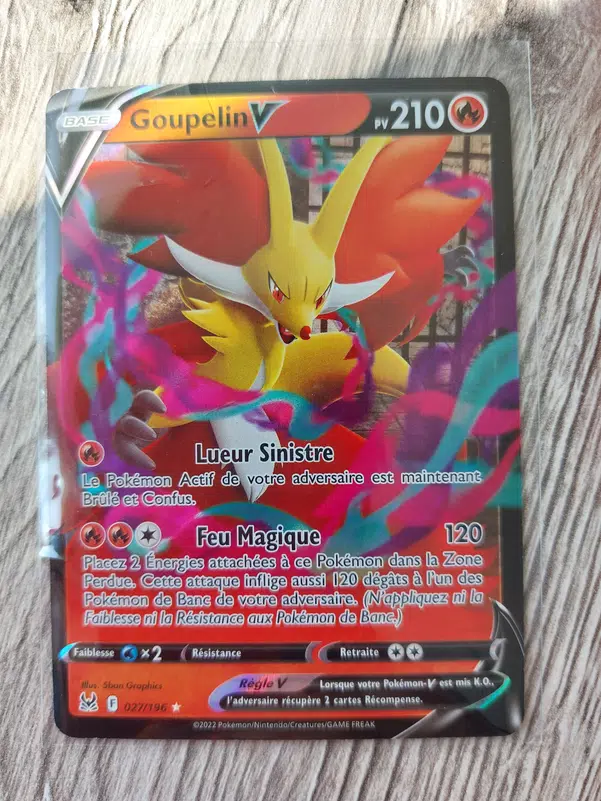 BASE GoupelinV PV210
Lueur Sinistre
Le Pokémon Actif de votre adversaire est maintenant
Brûlé et Confus.
Feu Magique 120
Placez 2 Énergies attachées à ce Pokémon dans la Zone
Perdue. Cette attaque inflige aussi 120 dégâts à l'un des
Pokémon de Banc de votre adversaire. (N'appliquez ni la
Faiblesse ni la Résistance aux Pokémon de Banc.)
Faiblesse ×2 Résistance Retraite
Illus. 5ban Graphics
Règle V Lorsque votre Pokémon-V est mis K.O.,
l'adversaire récupère 2 cartes Récompense.
F 027/196 ★
©2022 Pokémon/Nintendo/Creatures/GAME FREAK